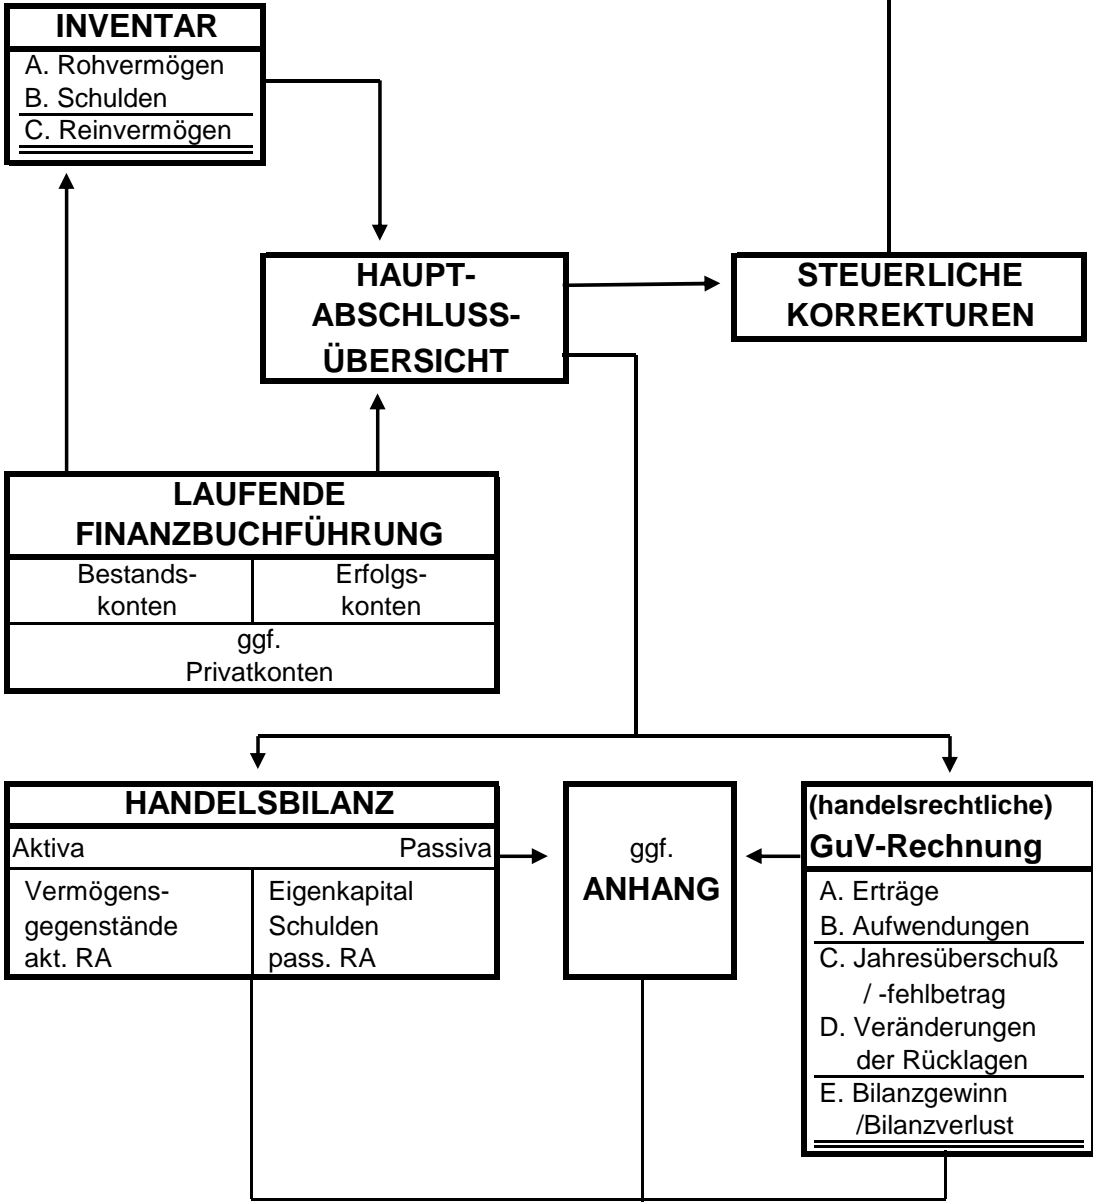 INVENTAR
A. Rohvermögen
B. Schulden
C. Reinvermögen
HAUPT-
ABSCHLUSS-
ÜBERSICHT
STEUERLICHE
KORREKTUREN
LAUFENDE
FINANZBUCHFÜHRUNG
Bestands-
konten
Erfolgs-
konten
ggf.
Privatkonten
HANDELSBILANZ
Aktiva
Passiva
Vermögens-
gegenstände
akt. RA
Eigenkapital
Schulden
pass. RA
ggf.
ANHANG
(handelsrechtliche)
GuV-Rechnung
A. Erträge
B. Aufwendungen
C. Jahresüberschuß
/ -fehlbetrag
D. Veränderungen
der Rücklagen
E. Bilanzgewinn
/Bilanzverlust